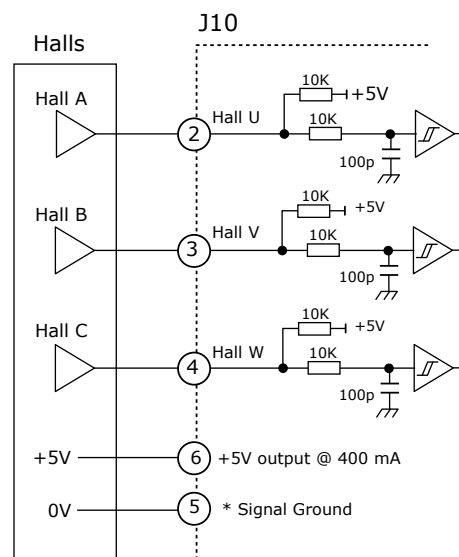 J10
Halls
10K
+5V
Hall A
2
Hall U
10K
100p
10K
+5V
Hall B
3
Hall V
10K
100p
10K
+5V
Hall C
4
Hall W
10K
100p
+5V
6
+5V output @ 400 mA
0V
5
* Signal Ground